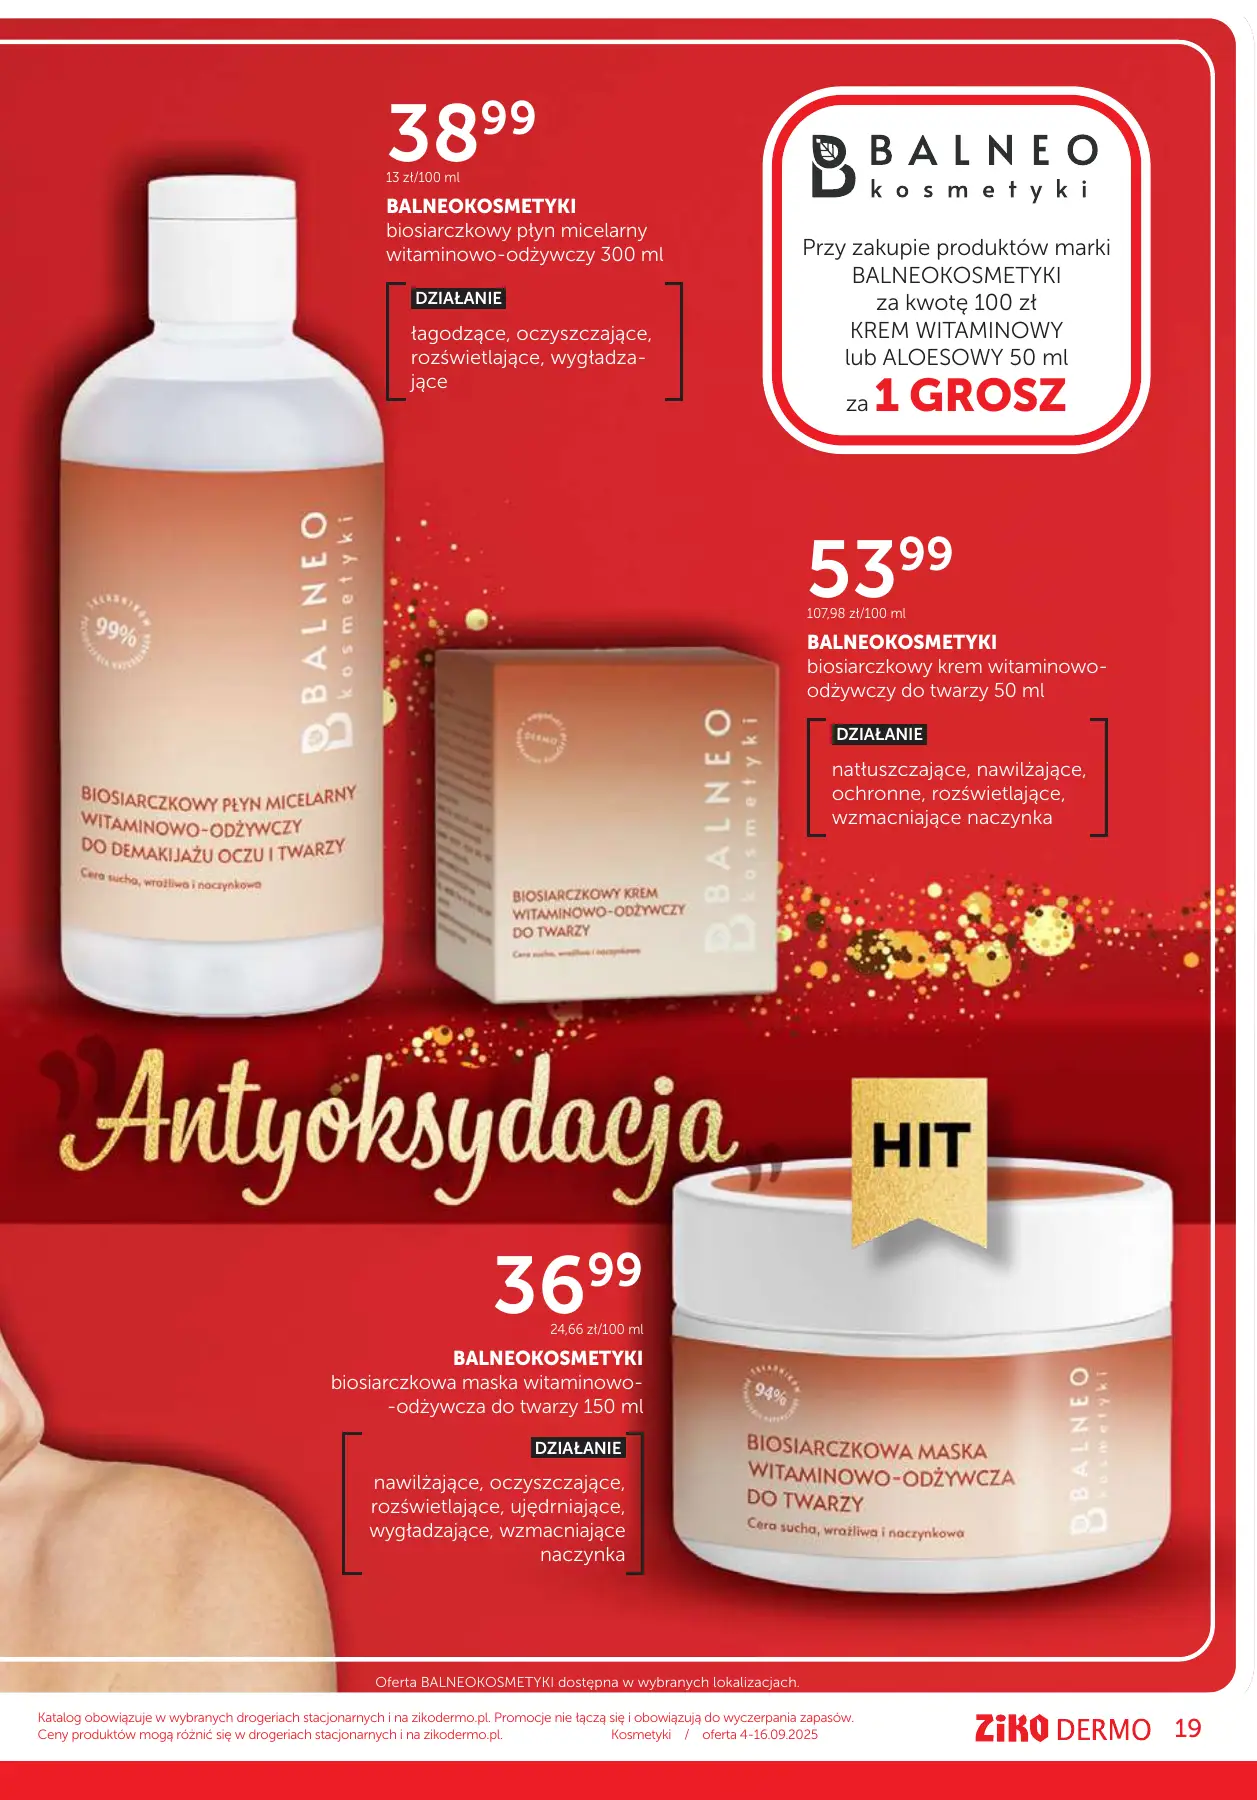 38⁹⁹
13 zł/100 ml
BALNEOKOSMETYKI
biosiarczkowy płyn micelarny
witaminowo-odżywczy 300 ml
DZIAŁANIE
łagodzące, oczyszczające,
rozświetlające, wygładza-
jące
BALNEO
kosmetyki
Przy zakupie produktów marki
BALNEOKOSMETYKI
za kwotę 100 zł
KREM WITAMINOWY
lub ALOESOWY 50 ml
za 1 GROSZ
BALNEO
kosmetyki
99%
BIOSIARCZKOWY PŁYN MICELARNY
WITAMINOWO-ODŻYWCZY
DO DEMAKIJAŻU OCZU I TWARZY
Cera sucha, wrażliwa i naczynkowa
53⁹⁹
107,98 zł/100 ml
BALNEOKOSMETYKI
biosiarczkowy krem witaminowo-
odżywczy do twarzy 50 ml
DZIAŁANIE
natłuszczające, nawilżające,
ochronne, rozświetlające,
wzmacniające naczynka
DERMO
BALNEO
kosmetyki
BIOSIARCZKOWY KREM
WITAMINOWO-ODŻYWCZY
DO TWARZY
Cera sucha, wrażliwa i naczynkowa
„Antyoksydacja”
HIT
36⁹⁹
24,66 zł/100 ml
BALNEOKOSMETYKI
biosiarczkowa maska witaminowo-
-odżywcza do twarzy 150 ml
DZIAŁANIE
nawilżające, oczyszczające,
rozświetlające, ujędrniające,
wygładzające, wzmacniające
naczynka
94%
BALNEO
kosmetyki
BIOSIARCZKOWA MASKA
WITAMINOWO-ODŻYWCZA
DO TWARZY
Cera sucha, wrażliwa i naczynkowa
Oferta BALNEOKOSMETYKI dostępna w wybranych lokalizacjach.
Katalog obowiązuje w wybranych drogeriach stacjonarnych i na zikodermo.pl. Promocje nie łączą się i obowiązują do wyczerpania zapasów.
Ceny produktów mogą różnić się w drogeriach stacjonarnych i na zikodermo.pl. Kosmetyki / oferta 4-16.09.2025
ZIKO DERMO 19